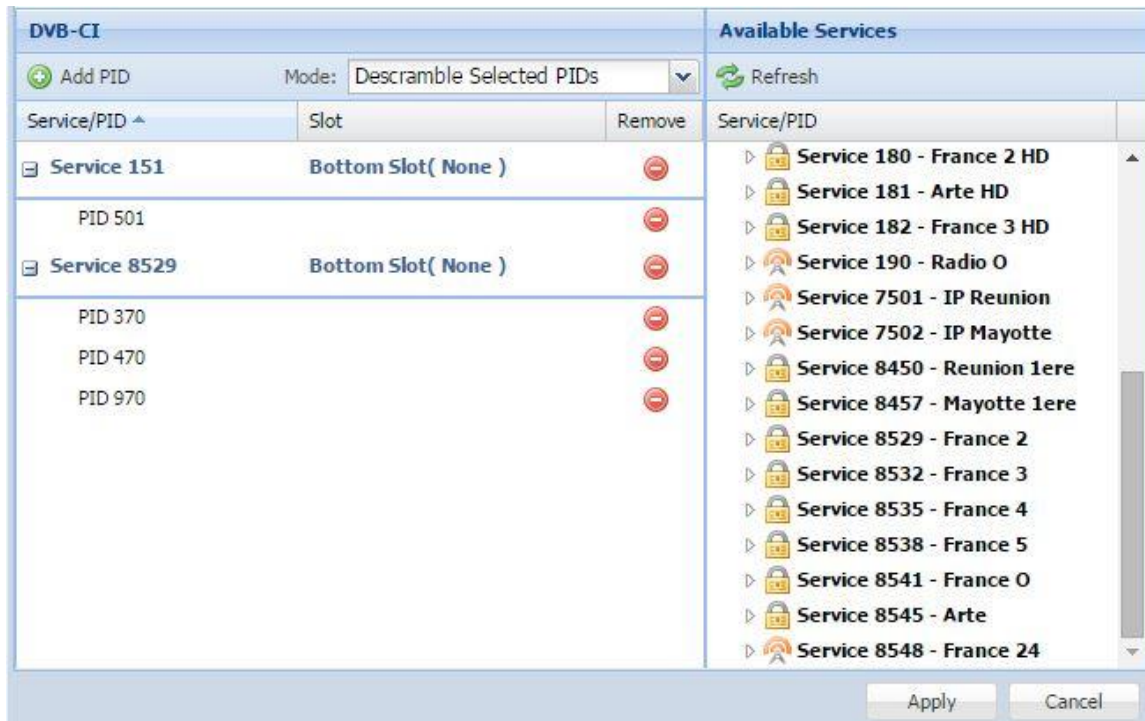 DVB-CI
Add PID Mode: Descramble Selected PIDs
Service/PID Slot Remove
Service 151 Bottom Slot( None )
PID 501
Service 8529 Bottom Slot( None )
PID 370
PID 470
PID 970
Available Services
Refresh
Service/PID
Service 180 - France 2 HD
Service 181 - Arte HD
Service 182 - France 3 HD
Service 190 - Radio O
Service 7501 - IP Reunion
Service 7502 - IP Mayotte
Service 8450 - Reunion 1ere
Service 8457 - Mayotte 1ere
Service 8529 - France 2
Service 8532 - France 3
Service 8535 - France 4
Service 8538 - France 5
Service 8541 - France O
Service 8545 - Arte
Service 8548 - France 24
Apply Cancel